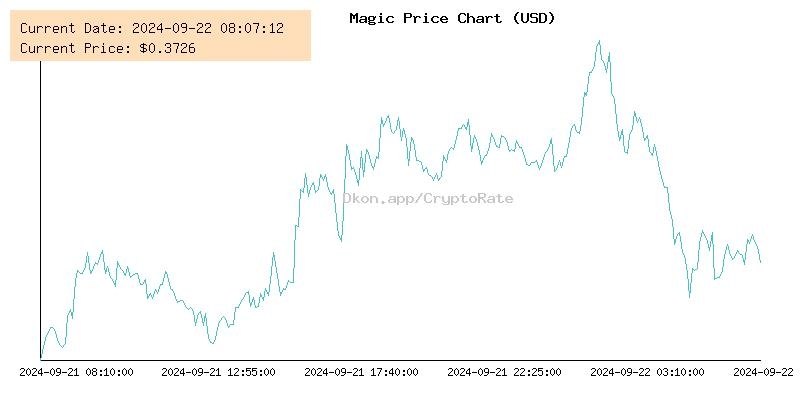 Magic Price Chart (USD)
Current Date: 2024-09-22 08:07:12
Current Price: $0.3726
Okon.app/CryptoRate
2024-09-21 08:10:00 2024-09-21 12:55:00 2024-09-21 17:40:00 2024-09-21 22:25:00 2024-09-22 03:10:00 2024-09-22